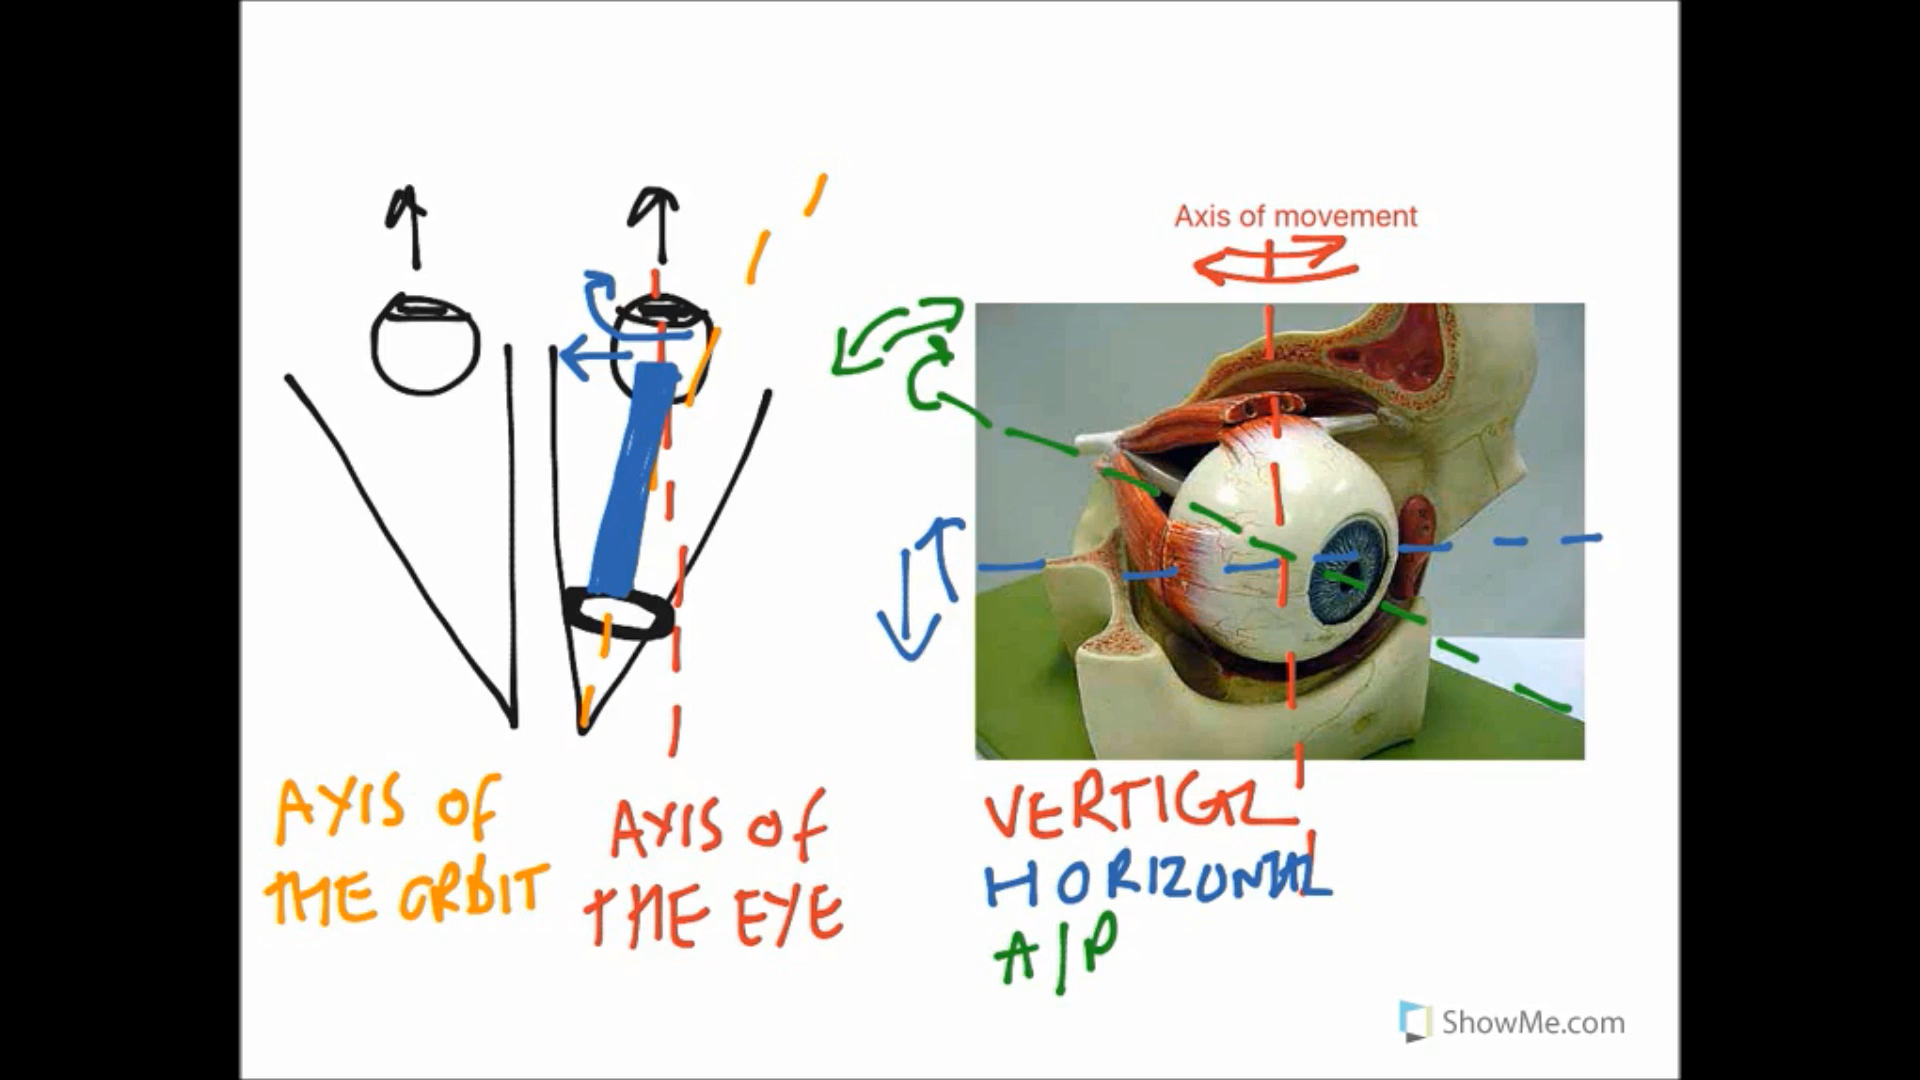 Axis of movement
AXIS Of
THE ORBIT
AXIS Of
THE EYE
VERTICAL
HORIZONTAL
A/P
ShowMe.com